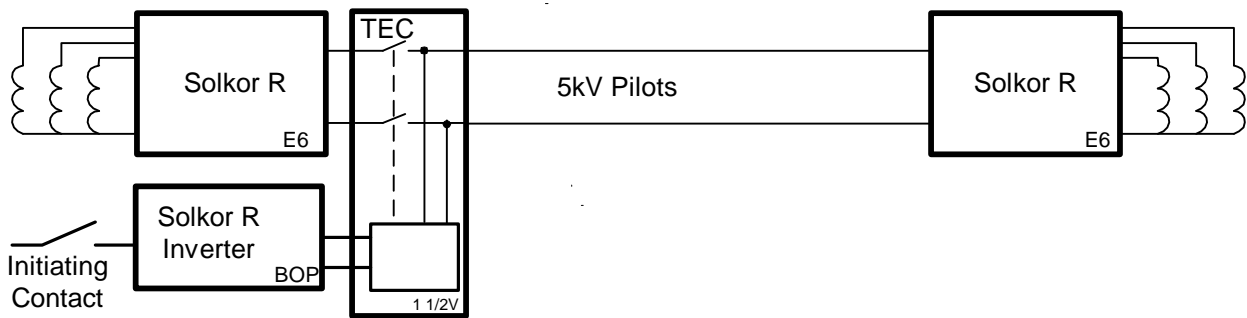 TEC
Solkor R
E6
5kV Pilots
Solkor R
E6
Solkor R
Inverter
BOP
Initiating
Contact
1 1/2V